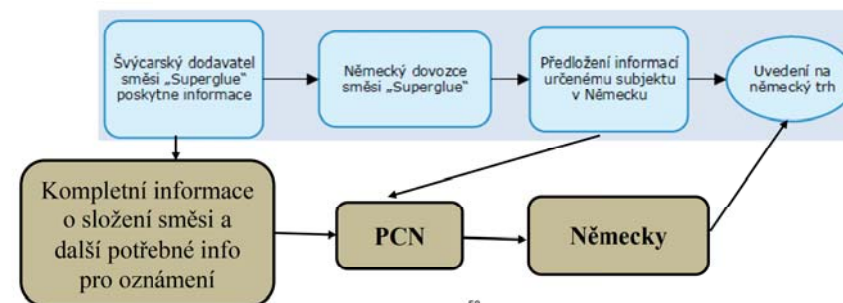 Švýcarský dodavatel
směsi „Superglue“
poskytne informace
Německý dovozce
směsi „Superglue“
Předložení informací
určenému subjektu
v Německu
Uvedení na
německý trh
Kompletní informace
o složení směsi a
další potřebné info
pro oznámení
PCN
Německy